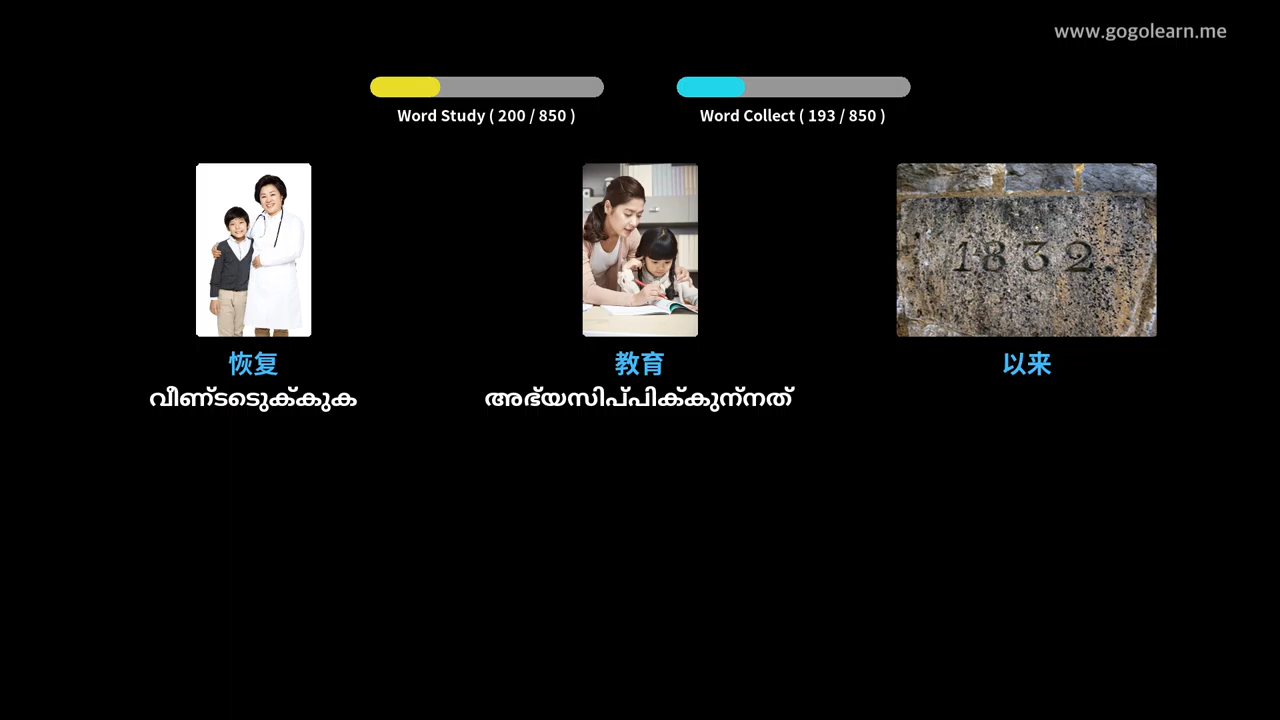 www.gogolearn.me
Word Study ( 200 / 850 )
Word Collect ( 193 / 850 )
1832.
恢复
教育
以来
വീണ്ടടെുക്കുക
അഭ്യസിപ്പിക്കുന്നത്